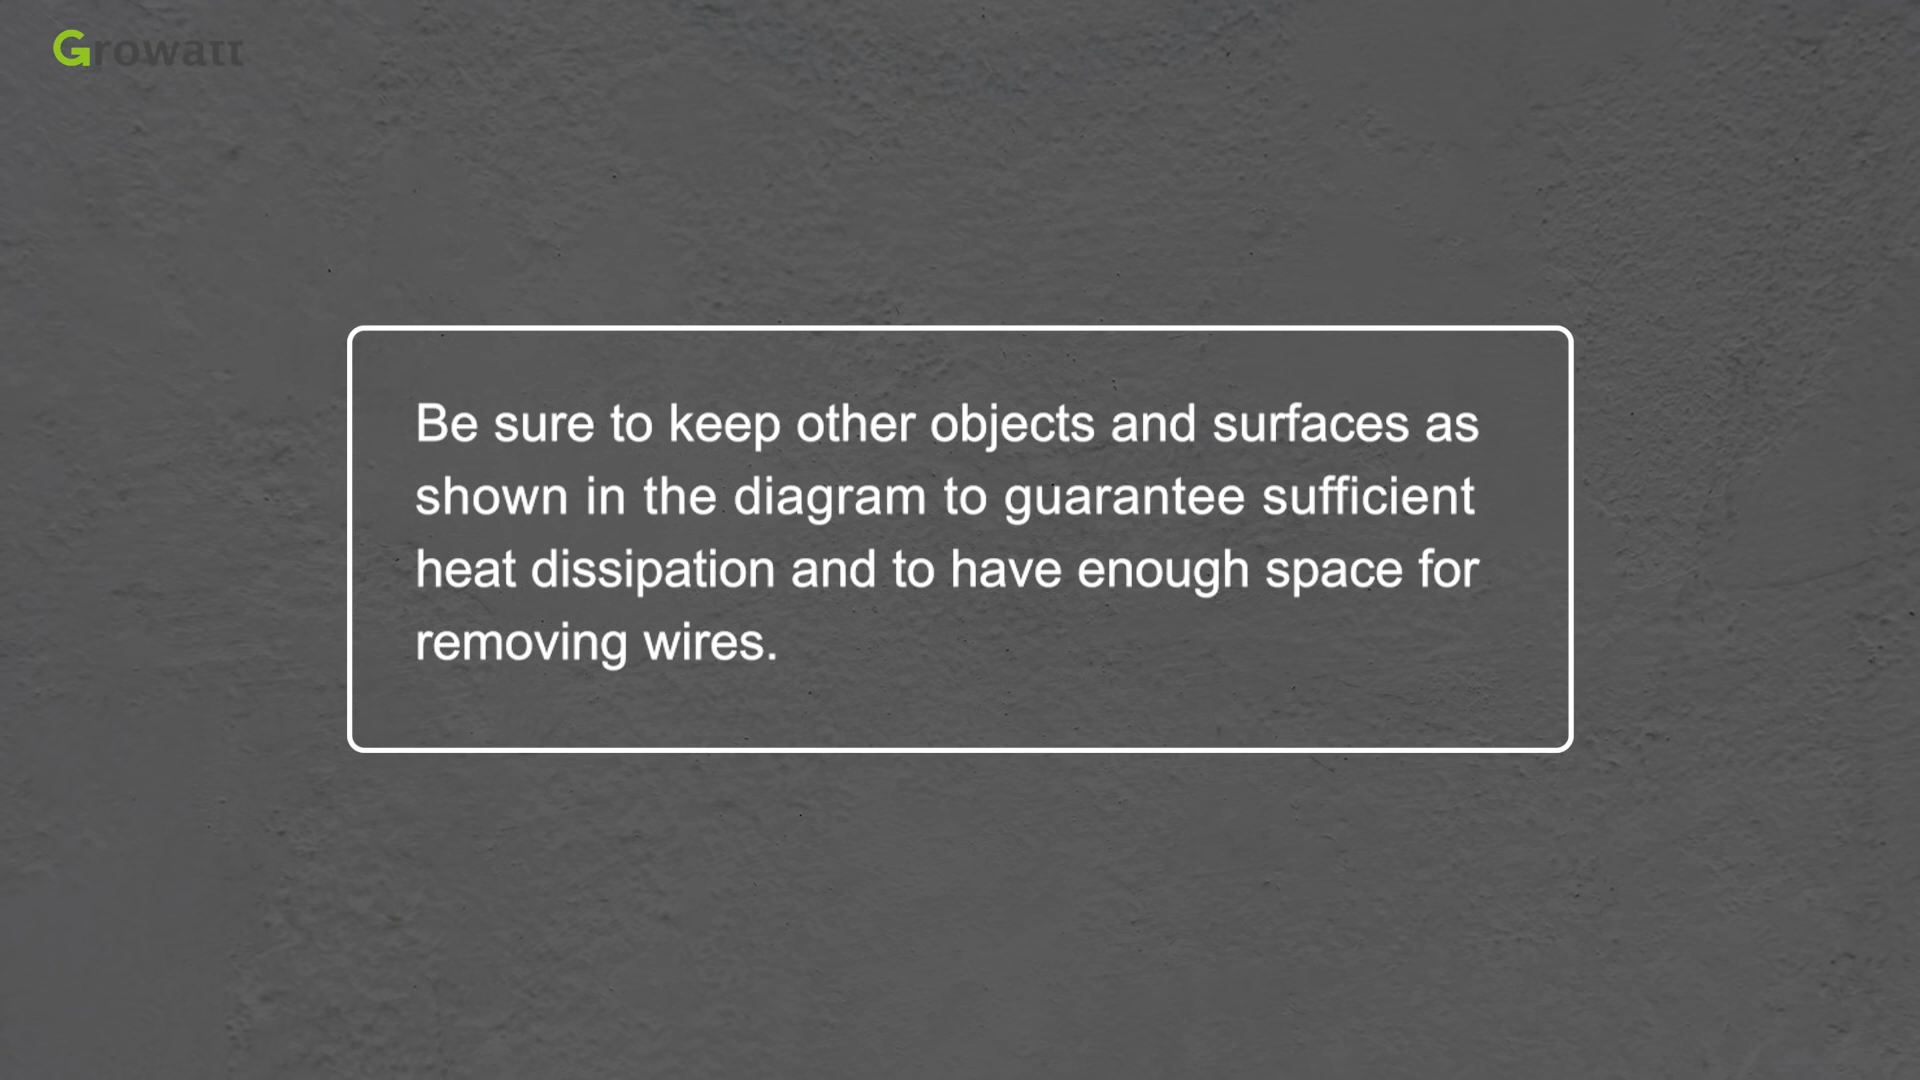 Growatt
Be sure to keep other objects and surfaces as
shown in the diagram to guarantee sufficient
heat dissipation and to have enough space for
removing wires.